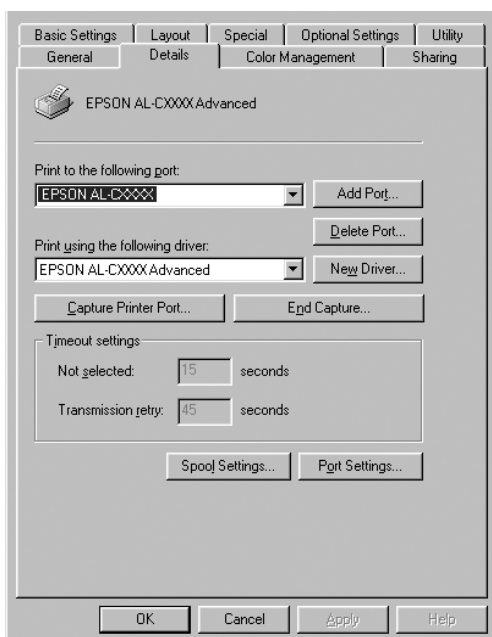 Basic Settings Layout Special Optional Settings Utility
General Details Color Management Sharing
EPSON AL-CXXXX Advanced
Print to the following port:
EPSON AL-CXXXX Add Port...
Delete Port...
Print using the following driver:
EPSON AL-CXXXX Advanced New Driver...
Capture Printer Port... End Capture...
Timeout settings
Not selected: 15 seconds
Transmission retry: 45 seconds
Spool Settings... Port Settings...
OK Cancel Apply Help